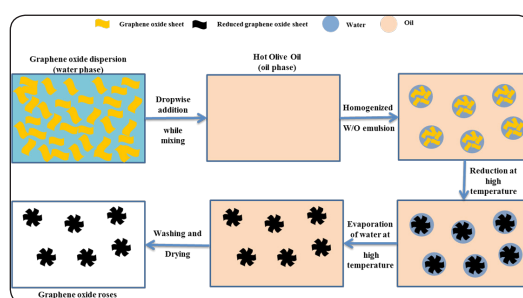 Graphene oxide sheet
Reduced graphene oxide sheet
Water
Oil
Graphene oxide dispersion
(water phase)
Dropwise
addition
while
mixing
Hot Olive Oil
(oil phase)
Homogenized
W/O emulsion
Reduction at
high
temperature
Evaporation
of water at
high
temperature
Washing and
Drying
Graphene oxide roses